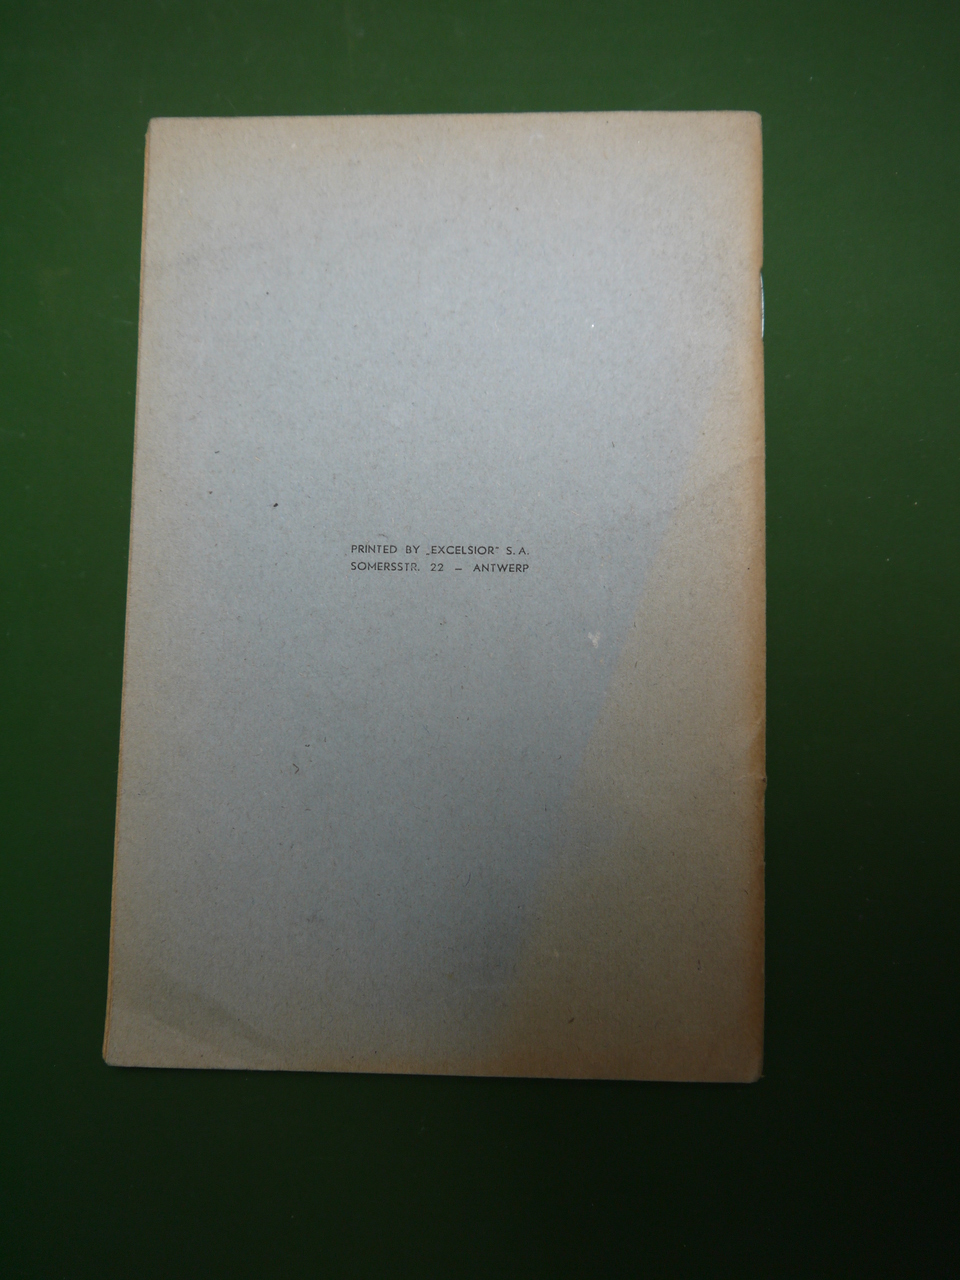 PRINTED BY „EXCELSIOR” S. A.
SOMERSSTR. 22 – ANTWERP